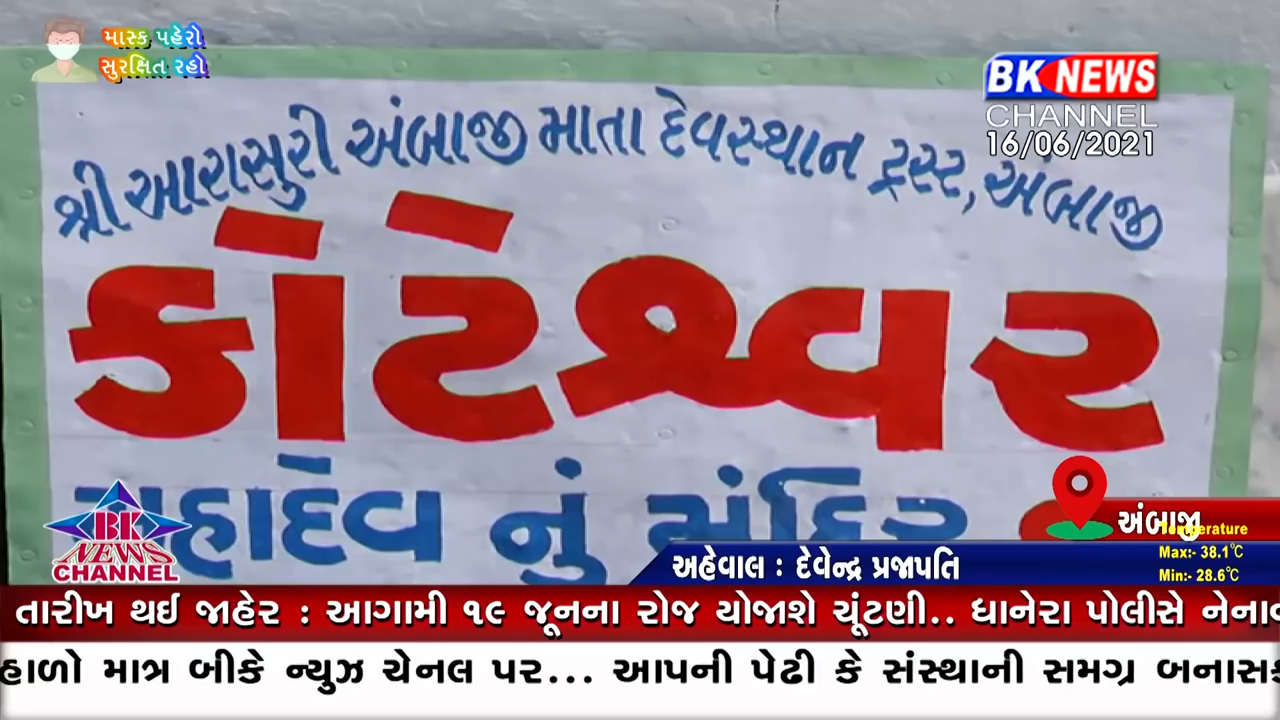 માસ્ક પહેરો
સુરક્ષિત રહો
BK NEWS
CHANNEL
16/06/2021
શ્રી આરાસુરી અંબાજી માતા દેવસ્થાન ટ્રસ્ટ, અંબાજી
કોટેશ્વર
મહાદેવ નું મંદિર
BK
NEWS
CHANNEL
અંબાજી
Temperature
Max:- 38.1℃
Min:- 28.6℃
અહેવાલ : દેવેન્દ્ર પ્રજાપતિ
તારીખ થઈ જાહેર : આગામી ૧૯ જૂનના રોજ યોજાશે ચૂંટણી.. ધાનેરા પોલીસે
હાળો માત્ર બીકે ન્યુઝ ચેનલ પર... આપની પેઢી કે સંસ્થાની સમગ્ર